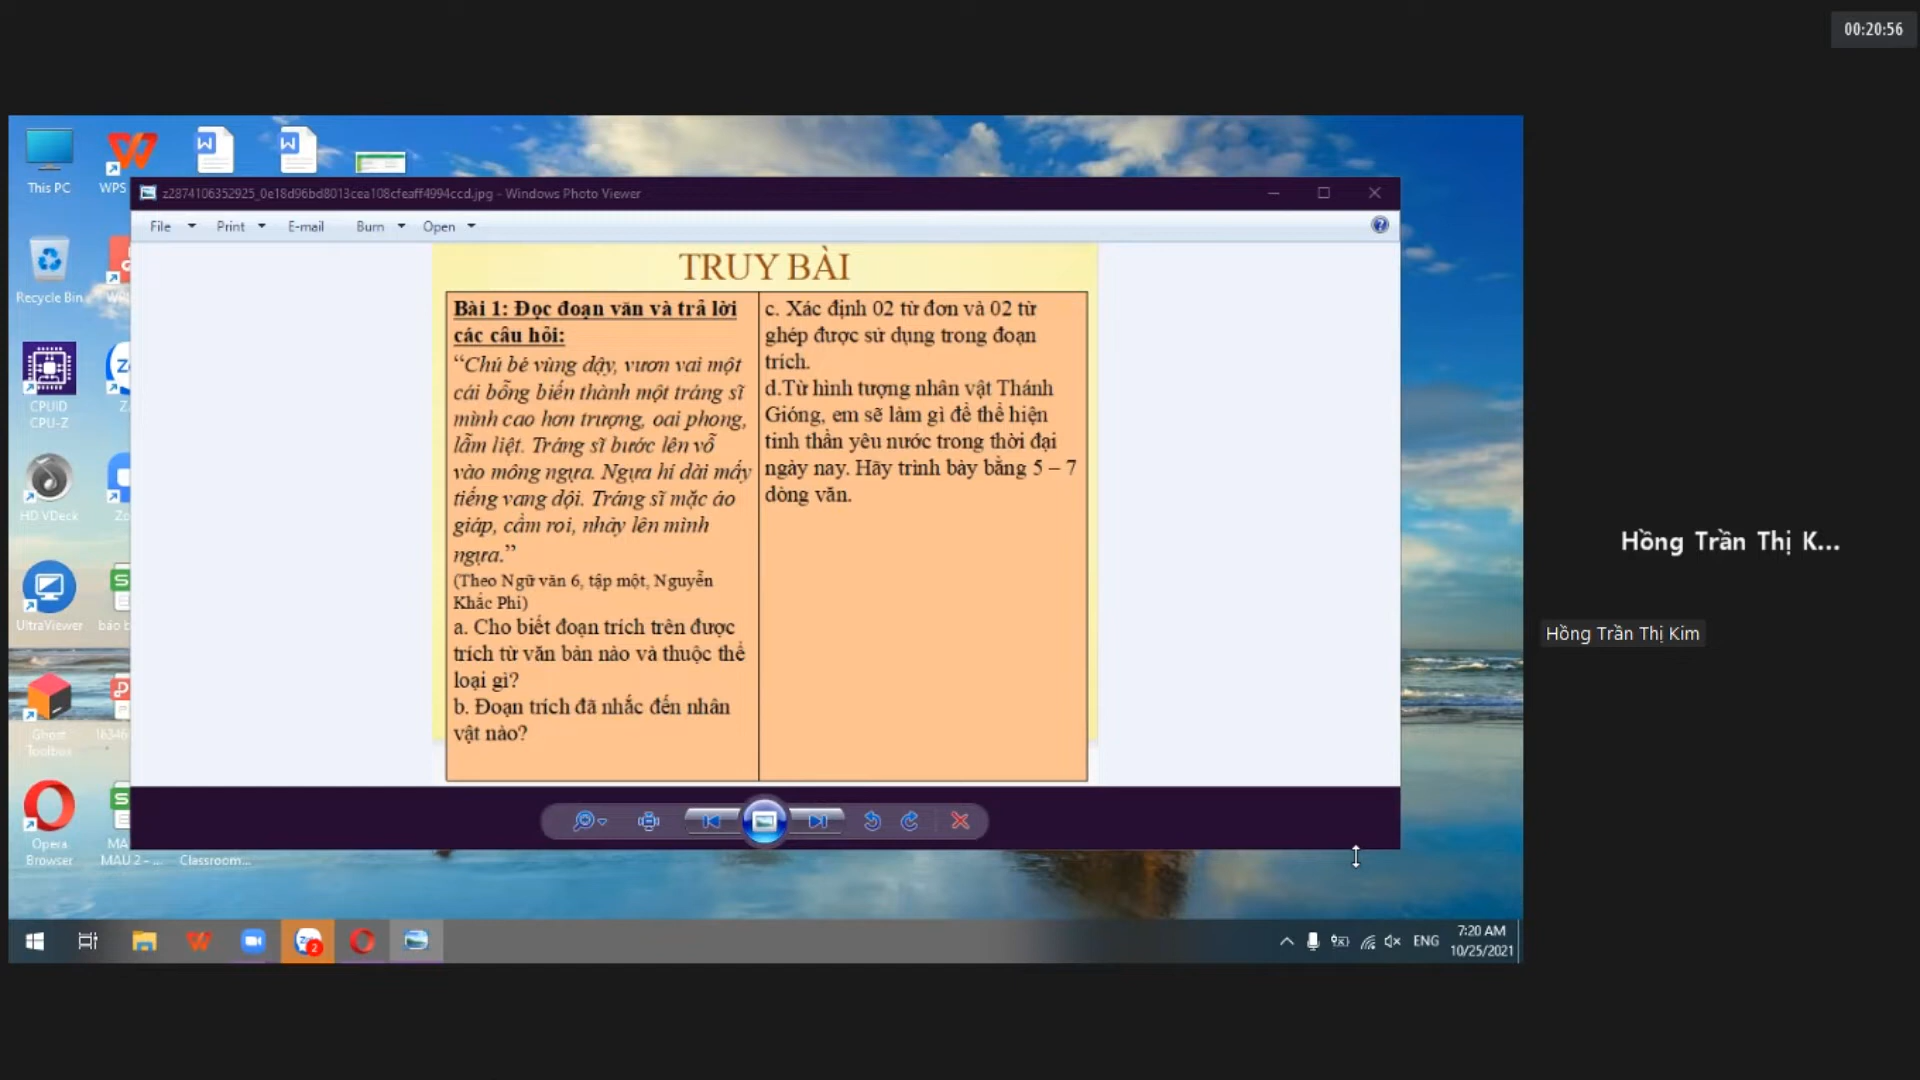 00:20:56
This PC
WPS
z2874106352925_0e18d96bd8013cea108cfeaff4994ccd.jpg - Windows Photo Viewer
File Print E-mail Burn Open
Recycle Bin
CPUID
CPU-Z
HD VDeck
Zo
UltraViewer
báo b
Ghost
Toolbox
16346
Opera
Browser
MA
MAU 2 - ...
Classroom...
TRUY BÀI
Bài 1: Đọc đoạn văn và trả lời
các câu hỏi:
“Chú bé vùng dậy, vươn vai một
cái bỗng biến thành một tráng sĩ
mình cao hơn trượng, oai phong,
lẫm liệt. Tráng sĩ bước lên vỗ
vào mông ngựa. Ngựa hí dài mấy
tiếng vang dội. Tráng sĩ mặc áo
giáp, cầm roi, nhảy lên mình
ngựa.”
(Theo Ngữ văn 6, tập một, Nguyễn
Khắc Phi)
a. Cho biết đoạn trích trên được
trích từ văn bản nào và thuộc thể
loại gì?
b. Đoạn trích đã nhắc đến nhân
vật nào?
c. Xác định 02 từ đơn và 02 từ
ghép được sử dụng trong đoạn
trích.
d.Từ hình tượng nhân vật Thánh
Gióng, em sẽ làm gì để thể hiện
tinh thần yêu nước trong thời đại
ngày nay. Hãy trình bày bằng 5 – 7
dòng văn.
Hồng Trần Thị K...
Hồng Trần Thị Kim
ENG
7:20 AM
10/25/2021